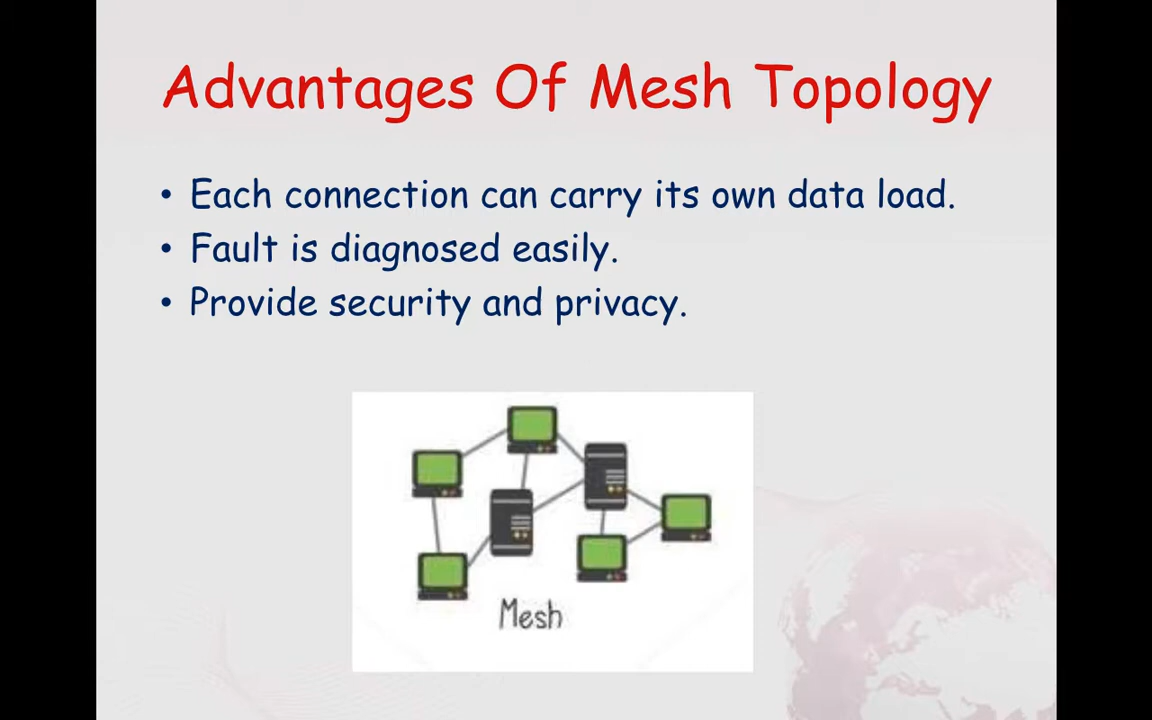 Advantages Of Mesh Topology
• Each connection can carry its own data load.
• Fault is diagnosed easily.
• Provide security and privacy.
Mesh